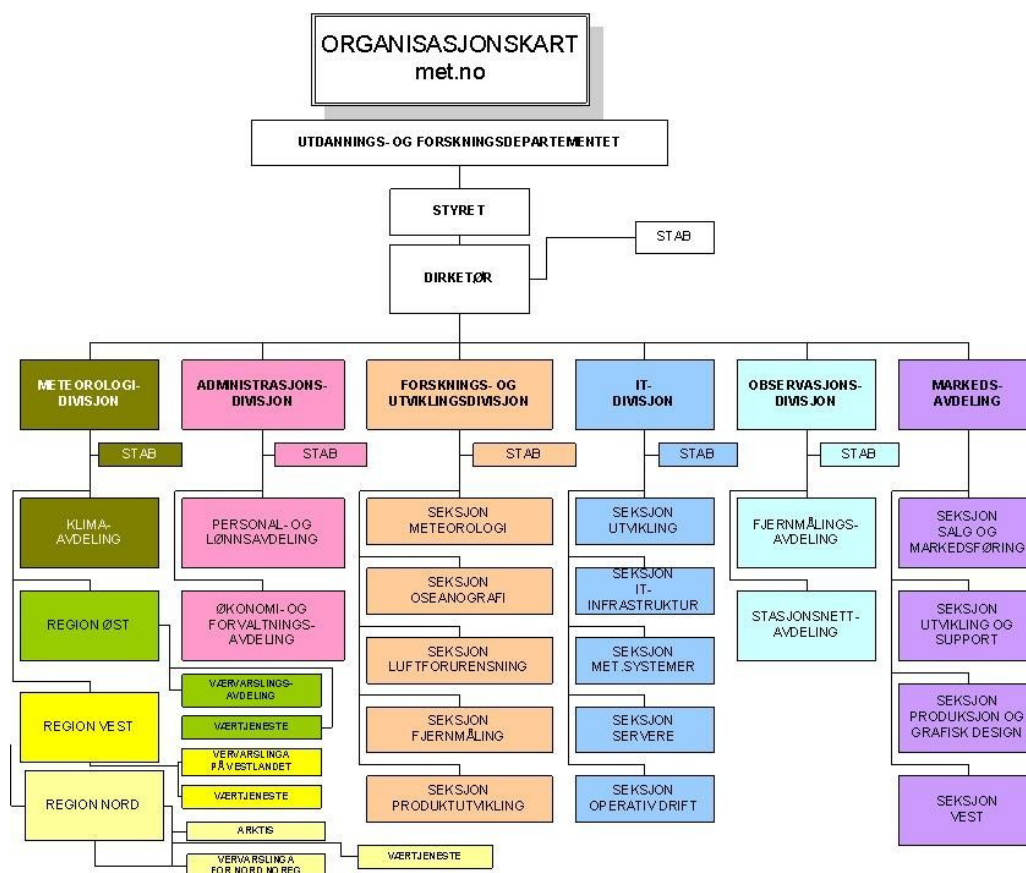 ORGANISASJONSKART
met.no
UTDANNINGS- OG FORSKNINGSDEPARTEMENTET
STYRET
STAB
DIRKETØR
METEOROLOGI-
DIVISJON
ADMINISTRASJONS-
DIVISJON
FORSKNINGS- OG
UTVIKLINGSDIVISJON
IT-
DIVISJON
OBSERVASJONS-
DIVISJON
MARKEDS-
AVDELING
STAB
STAB
STAB
STAB
STAB
KLIMA-
AVDELING
PERSONAL- OG
LØNNSAVDELING
SEKSJON
METEOROLOGI
SEKSJON
UTVIKLING
FJERNMÅLINGS-
AVDELING
SEKSJON
SALG OG
MARKEDSFØRING
REGION ØST
ØKONOMI- OG
FORVALTNINGS-
AVDELING
SEKSJON
OSEANOGRAFI
SEKSJON
IT-
INFRASTRUKTUR
STASJONSNETT-
AVDELING
SEKSJON
UTVIKLING OG
SUPPORT
SEKSJON
LUFTFORURENSNING
SEKSJON
MET.SYSTEMER
VÆRVARSLINGS-
AVDELING
VÆRTJENESTE
REGION VEST
VERVARSLINGA
PÅ VESTLANDET
VÆRTJENESTE
SEKSJON
FJERNMÅLING
SEKSJON
SERVERE
SEKSJON
PRODUKSJON OG
GRAFISK DESIGN
REGION NORD
SEKSJON
PRODUKTUTVIKLING
SEKSJON
OPERATIV DRIFT
SEKSJON
VEST
ARKTIS
VÆRTJENESTE
VERVARSLINGA
FOR NORD NOREG